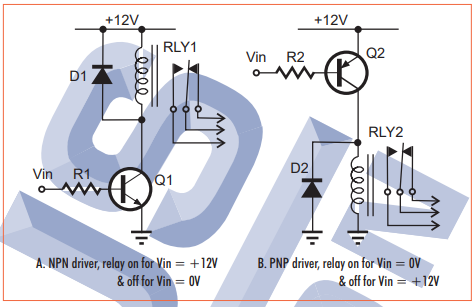 +12V
+12V
RLY1
Q2
Vin
R2
D1
RLY2
Vin
R1
Q1
D2
A. NPN driver, relay on for Vin = +12V
& off for Vin = 0V
B. PNP driver, relay on for Vin = 0V
& off for Vin = +12V